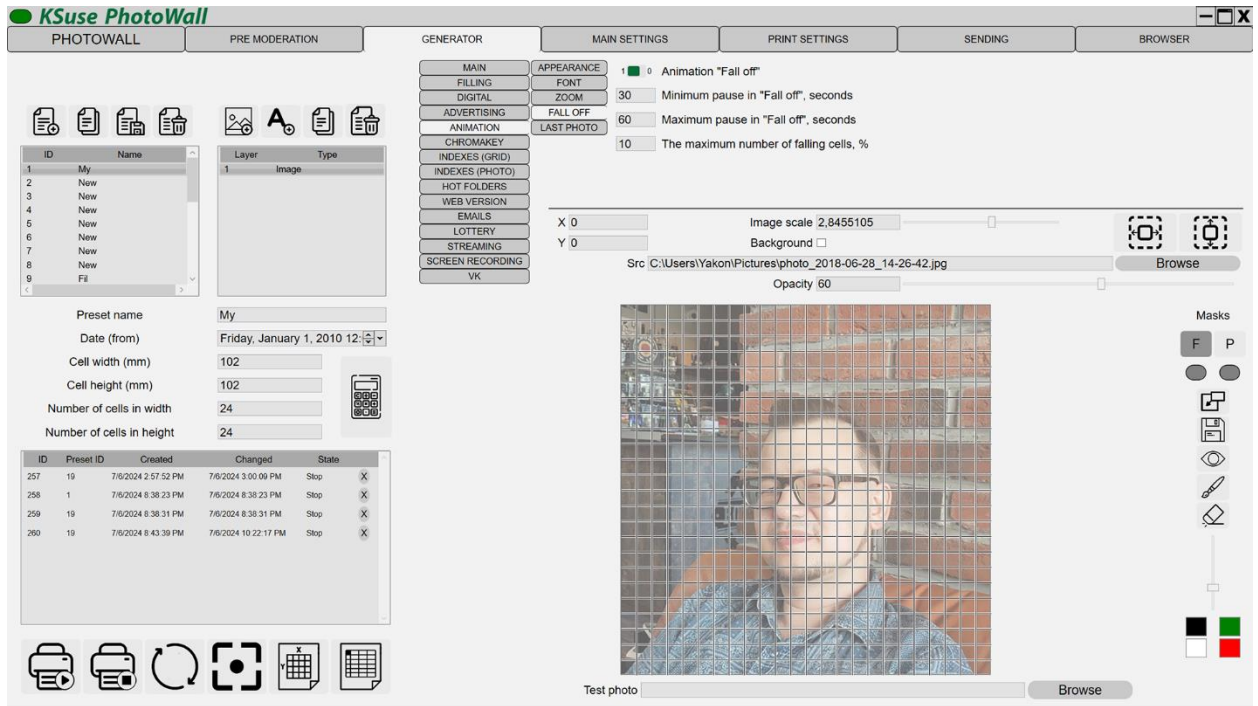 KSuse PhotoWall
PHOTOWALL PRE MODERATION GENERATOR MAIN SETTINGS PRINT SETTINGS SENDING BROWSER
MAIN
FILLING
DIGITAL
ADVERTISING
ANIMATION
CHROMAKEY
INDEXES (GRID)
INDEXES (PHOTO)
HOT FOLDERS
WEB VERSION
EMAILS
LOTTERY
STREAMING
SCREEN RECORDING
VK
APPEARANCE
FONT
ZOOM
FALL OFF
LAST PHOTO
1 0 Animation "Fall off"
30 Minimum pause in "Fall off", seconds
60 Maximum pause in "Fall off", seconds
10 The maximum number of falling cells, %
ID Name
1 My
2 New
3 New
4 New
5 New
6 New
7 New
8 New
9 Fil
Layer Type
1 Image
Preset name My
Date (from) Friday, January 1, 2010 12:
Cell width (mm) 102
Cell height (mm) 102
Number of cells in width 24
Number of cells in height 24
ID Preset ID Created Changed State
257 19 7/6/2024 2:57:52 PM 7/6/2024 3:00:09 PM Stop X
258 1 7/6/2024 8:38:23 PM 7/6/2024 8:38:23 PM Stop X
259 19 7/6/2024 8:38:31 PM 7/6/2024 8:38:31 PM Stop X
260 19 7/6/2024 8:43:39 PM 7/6/2024 10:22:17 PM Stop X
X
Y
X 0 Image scale 2,8455105
Y 0 Background
Src C:\Users\Yakon\Pictures\photo_2018-06-28_14-26-42.jpg Browse
Opacity 60
Masks
F P
Test photo Browse